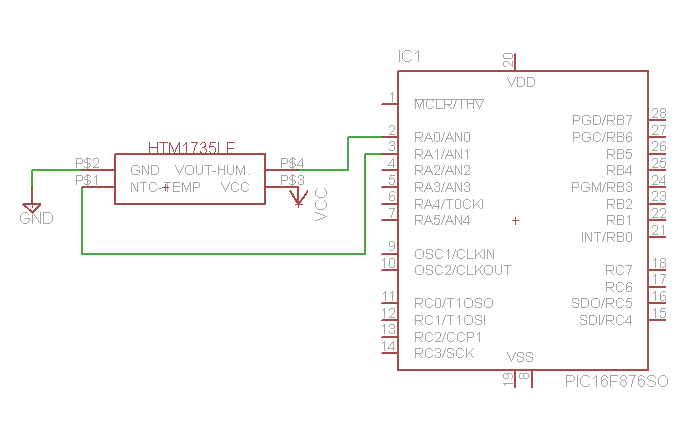 IC1
20
VDD
1 MCLR/THV
PGD/RB7 28
2 RA0/AN0 PGC/RB6 27
3 RA1/AN1 RB5 26
4 RA2/AN2 RB4 25
5 RA3/AN3 PGM/RB3 24
6 RA4/T0CKI RB2 23
7 RA5/AN4 RB1 22
INT/RB0 21
9 OSC1/CLKIN
10 OSC2/CLKOUT RC7 18
RC6 17
11 RC0/T1OSO SDO/RC5 16
12 RC1/T1OSI SDI/RC4 15
13 RC2/CCP1
14 RC3/SCK
VSS
19 8
PIC16F876SO
HTM1735LF
P$2 GND VOUT-HUM. P$4
P$1 NTC-TEMP VCC P$3
GND
VCC